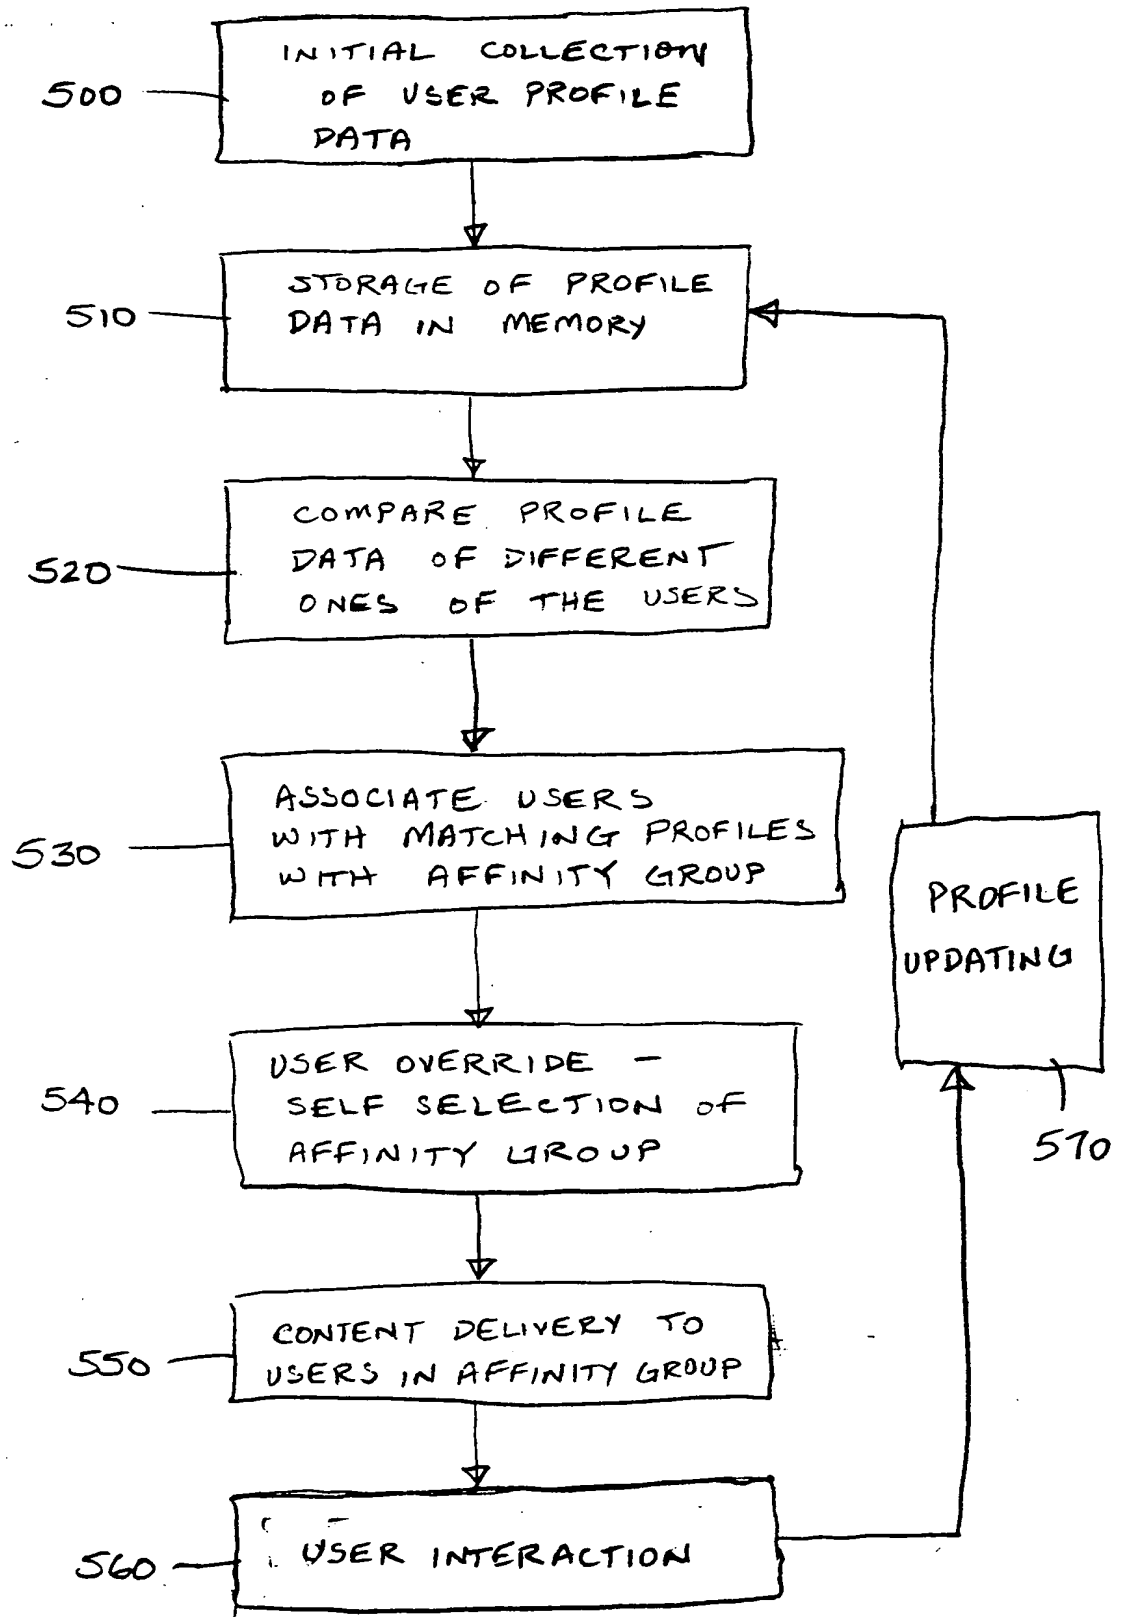 INITIAL COLLECTION
OF USER PROFILE
DATA
500
STORAGE OF PROFILE
DATA IN MEMORY
510
COMPARE PROFILE
DATA OF DIFFERENT
ONES OF THE USERS
520
ASSOCIATE USERS
WITH MATCHING PROFILES
WITH AFFINITY GROUP
530
USER OVERRIDE –
SELF SELECTION OF
AFFINITY GROUP
540
CONTENT DELIVERY TO
USERS IN AFFINITY GROUP
550
USER INTERACTION
560
PROFILE
UPDATING
570